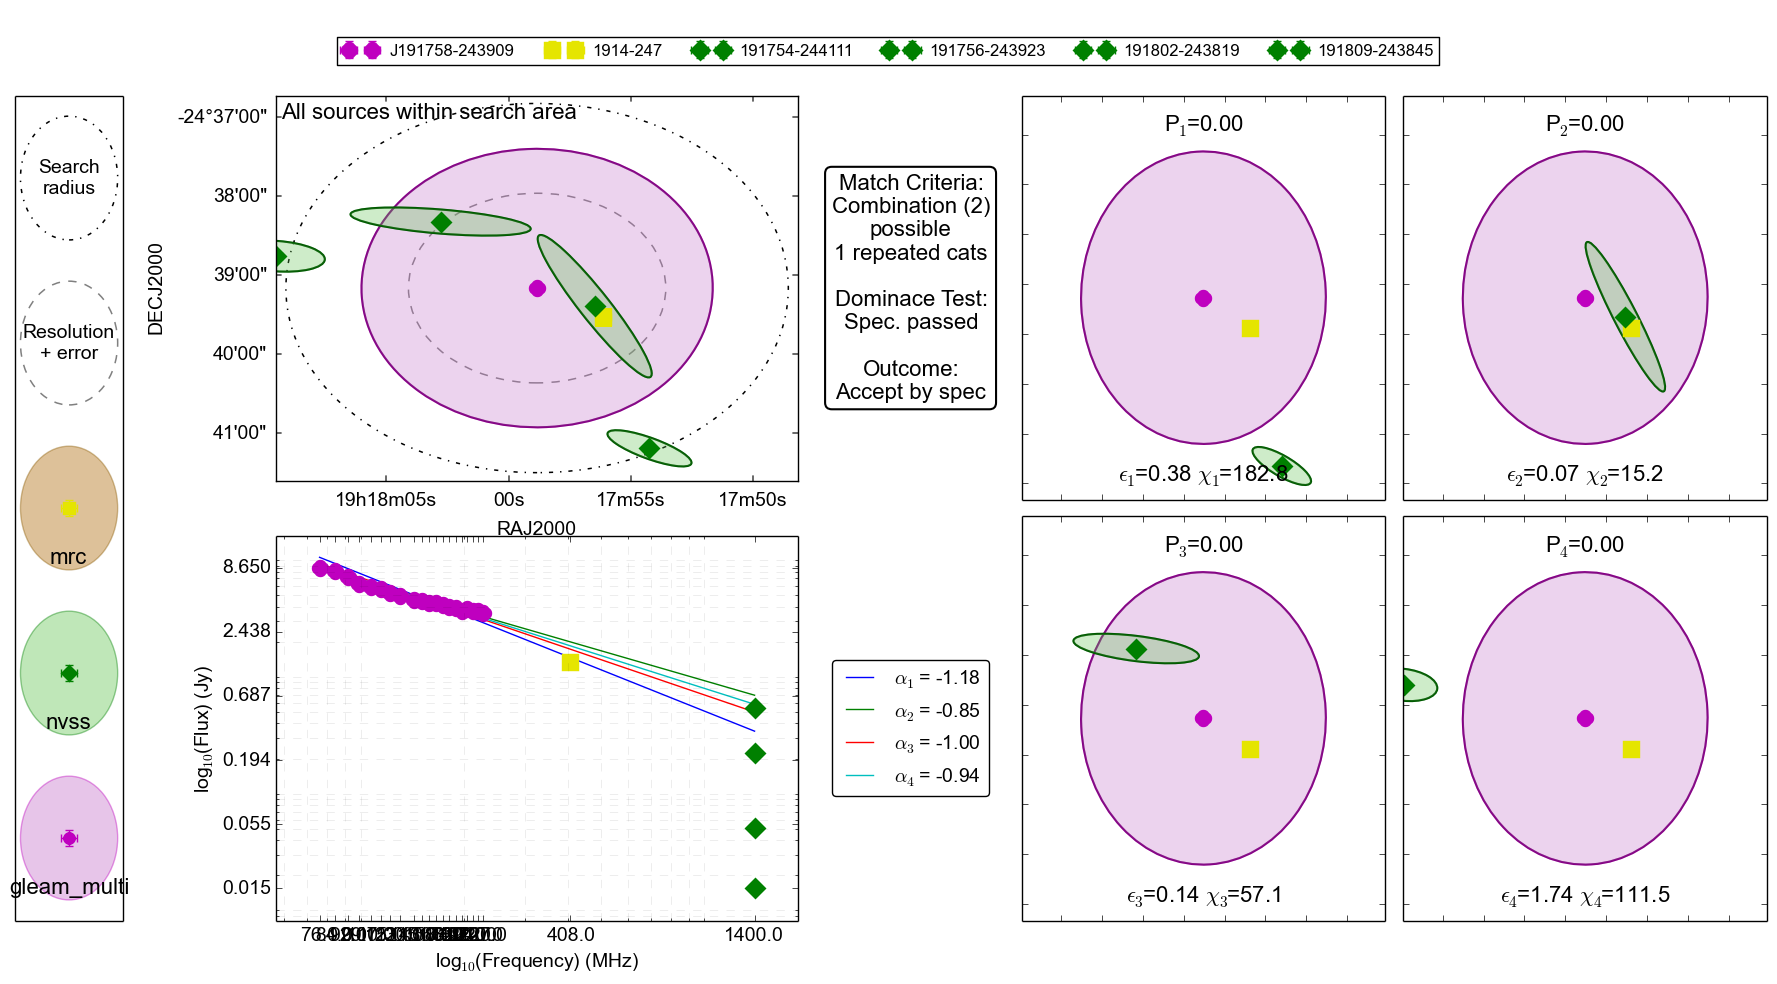 J191758-243909 1914-247 191754-244111 191756-243923 191802-243819 191809-243845
Search
radius
Resolution
+ error
mrc
nvss
gleam_multi
All sources within search area
-24°37'00"
38'00"
39'00"
40'00"
41'00"
DECJ2000
19h18m05s 00s 17m55s 17m50s
RAJ2000
Match Criteria:
Combination (2)
possible
1 repeated cats
Dominace Test:
Spec. passed
Outcome:
Accept by spec
P₁=0.00
ϵ₁=0.38 χ₁=182.8
P₂=0.00
ϵ₂=0.07 χ₂=15.2
8.650
2.438
0.687
0.194
0.055
0.015
log₁₀(Flux) (Jy)
408.0 1400.0
log₁₀(Frequency) (MHz)
α₁ = -1.18
α₂ = -0.85
α₃ = -1.00
α₄ = -0.94
P₃=0.00
ϵ₃=0.14 χ₃=57.1
P₄=0.00
ϵ₄=1.74 χ₄=111.5